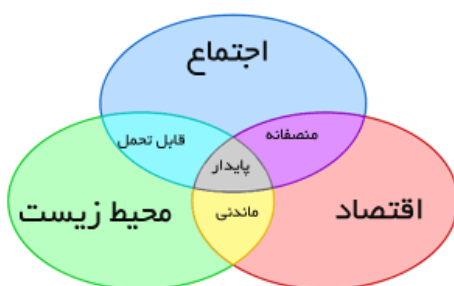 اجتماع
منصفانه
قابل تحمل
پایدار
اقتصاد
ماندنی
محیط زیست